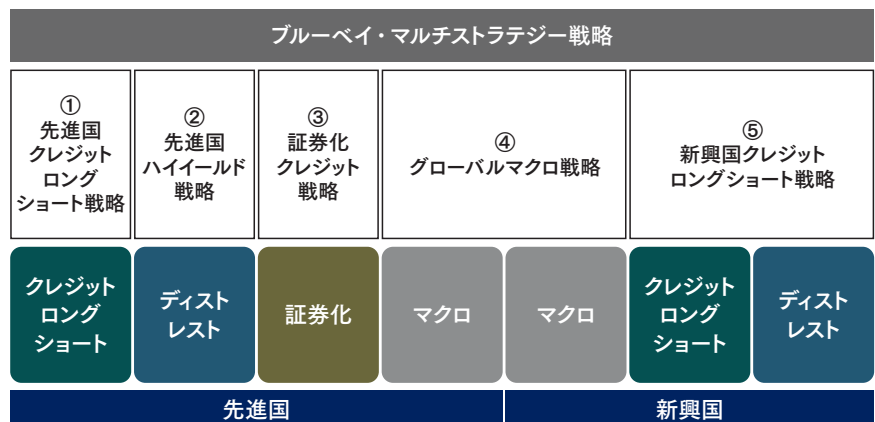 ブルーベイ・マルチストラテジー戦略
①
先進国
クレジット
ロング
ショート戦略
②
先進国
ハイイールド
戦略
③
証券化
クレジット
戦略
④
グローバルマクロ戦略
⑤
新興国クレジット
ロングショート戦略
クレジット
ロング
ショート
ディスト
レスト
証券化
マクロ
マクロ
クレジット
ロング
ショート
ディスト
レスト
先進国
新興国